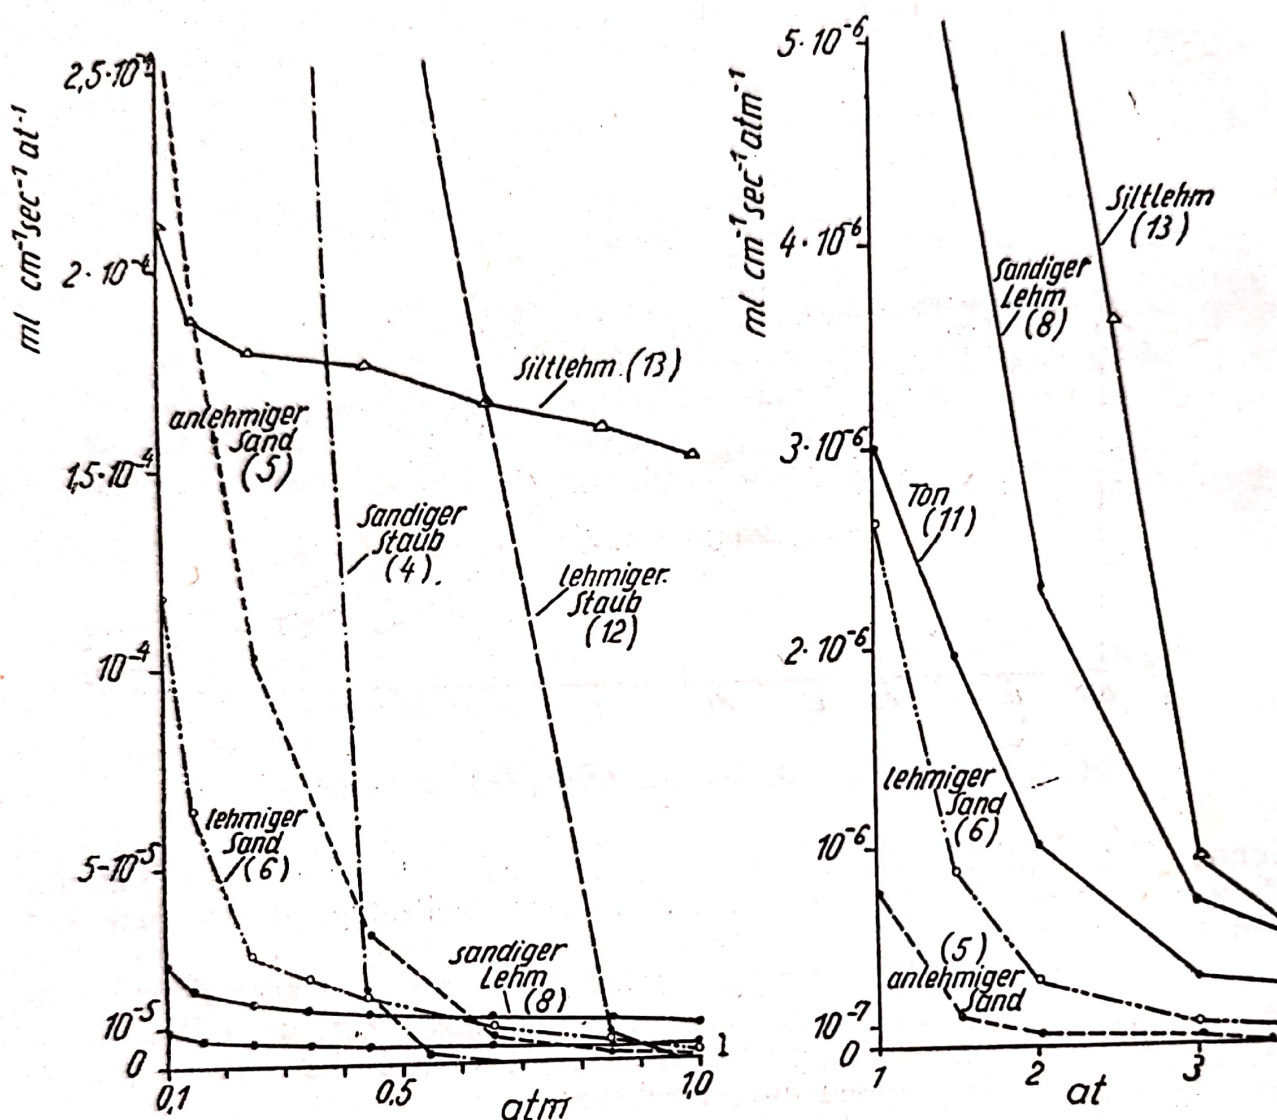 2,5·10⁻⁴
ml cm⁻¹sec⁻¹ at⁻¹
2·10⁻⁴
1,5·10⁻⁴
10⁻⁴
5-10⁻⁵
10⁻⁵
0
0,1
0,5
1,0
atm
anlehmiger
Sand
(5)
Siltlehm (13)
Sandiger
Staub
(4).
lehmiger
Staub
(12)
lehmiger
Sand
(6)
sandiger
Lehm
(8)
1
5·10⁻⁶
ml cm⁻¹sec⁻¹atm⁻¹
4·10⁻⁶
3·10⁻⁶
2·10⁻⁶
10⁻⁶
10⁻⁷
0
1
2
3
at
Siltlehm
(13)
Sandiger
Lehm
(8)
Ton
(11)
lehmiger
Sand
(6)
(5)
anlehmiger
Sand